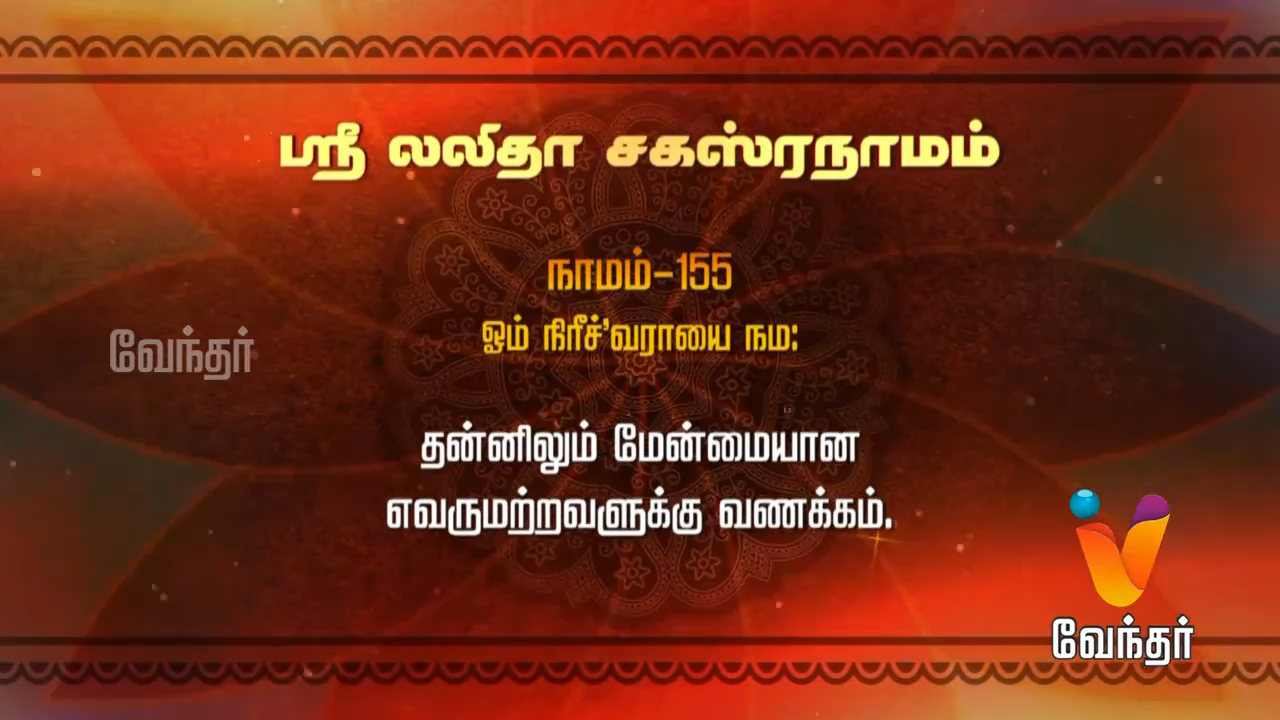 ஸ்ரீ லலிதா சகஸ்ரநாமம்
நாமம்-155
ஓம் நிரீச்'வராயை நம:
வேந்தர்
தன்னிலும் மேன்மையான
எவருமற்றவளுக்கு வணக்கம்.
வேந்தர்